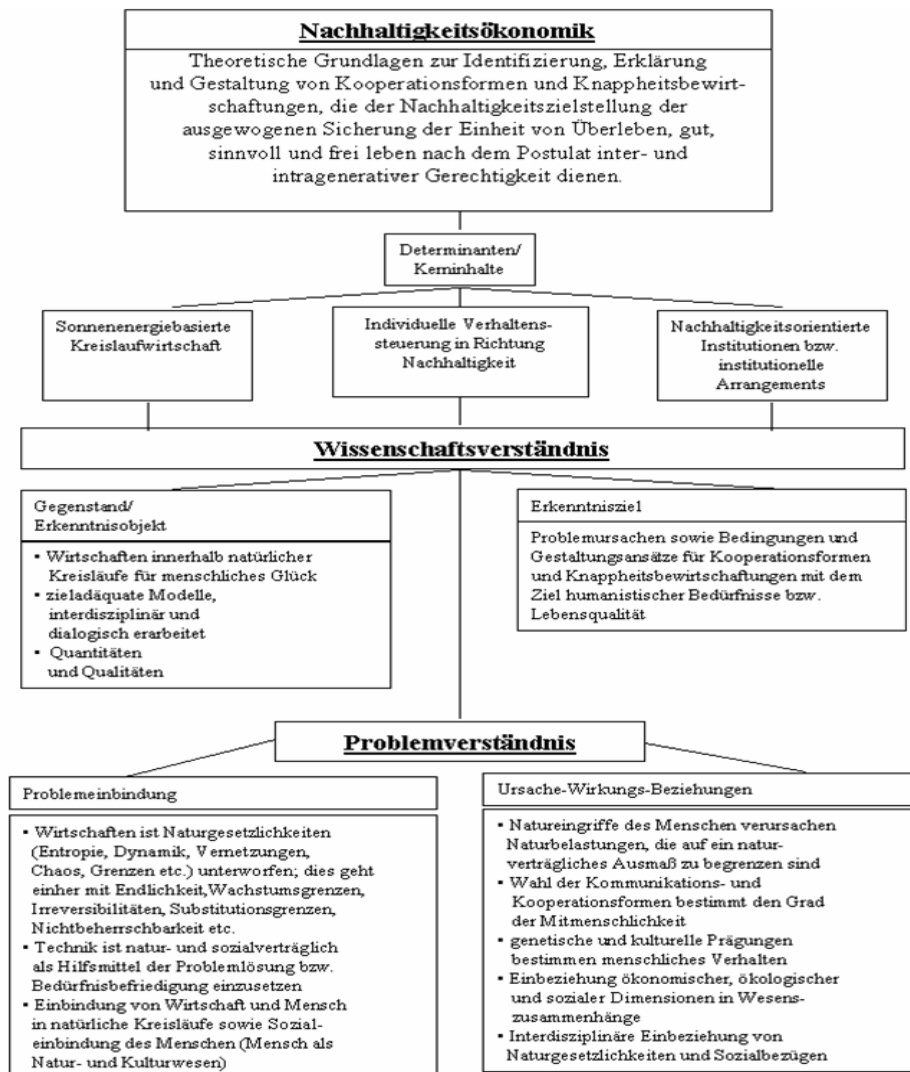 Nachhaltigkeitsökonomik
Theoretische Grundlagen zur Identifizierung, Erklärung
und Gestaltung von Kooperationsformen und Knappheitsbewirt-
schaftungen, die der Nachhaltigkeitszielstellung der
ausgewogenen Sicherung der Einheit von Überleben, gut,
sinnvoll und frei leben nach dem Postulat inter- und
intragenerativer Gerechtigkeit dienen.
Determinanten/
Kerninhalte
Sonnenenergiebasierte
Kreislaufwirtschaft
Individuelle Verhaltens-
steuerung in Richtung
Nachhaltigkeit
Nachhaltigkeitsorientierte
Institutionen bzw.
institutionelle
Arrangements
Wissenschaftsverständnis
Gegenstand/
Erkenntnisobjekt
▪ Wirtschaften innerhalb natürlicher
Kreisläufe für menschliches Glück
▪ zieladäquate Modelle,
interdisziplinär und
dialogisch erarbeitet
▪ Quantitäten
und Qualitäten
Erkenntnisziel
Problemursachen sowie Bedingungen und
Gestaltungsansätze für Kooperationsformen
und Knappheitsbewirtschaftungen mit dem
Ziel humanistischer Bedürfnisse bzw.
Lebensqualität
Problemverständnis
Problemeinbindung
▪ Wirtschaften ist Naturgesetzlichkeiten
(Entropie, Dynamik, Vernetzungen,
Chaos, Grenzen etc.) unterworfen; dies geht
einher mit Endlichkeit,Wachstumsgrenzen,
Irreversibilitäten, Substitutionsgrenzen,
Nichtbeherrschbarkeit etc.
▪ Technik ist natur- und sozialverträglich
als Hilfsmittel der Problemlösung bzw.
Bedürfnisbefriedigung einzusetzen
▪ Einbindung von Wirtschaft und Mensch
in natürliche Kreisläufe sowie Sozial-
einbindung des Menschen (Mensch als
Natur- und Kulturwesen)
Ursache-Wirkungs-Beziehungen
▪ Natureingriffe des Menschen verursachen
Naturbelastungen, die auf ein natur-
verträgliches Ausmaß zu begrenzen sind
▪ Wahl der Kommunikations- und
Kooperationsformen bestimmt den Grad
der Mitmenschlichkeit
▪ genetische und kulturelle Prägungen
bestimmen menschliches Verhalten
▪ Einbeziehung ökonomischer, ökologischer
und sozialer Dimensionen in Wesens-
zusammenhänge
▪ Interdisziplinäre Einbeziehung von
Naturgesetzlichkeiten und Sozialbezügen